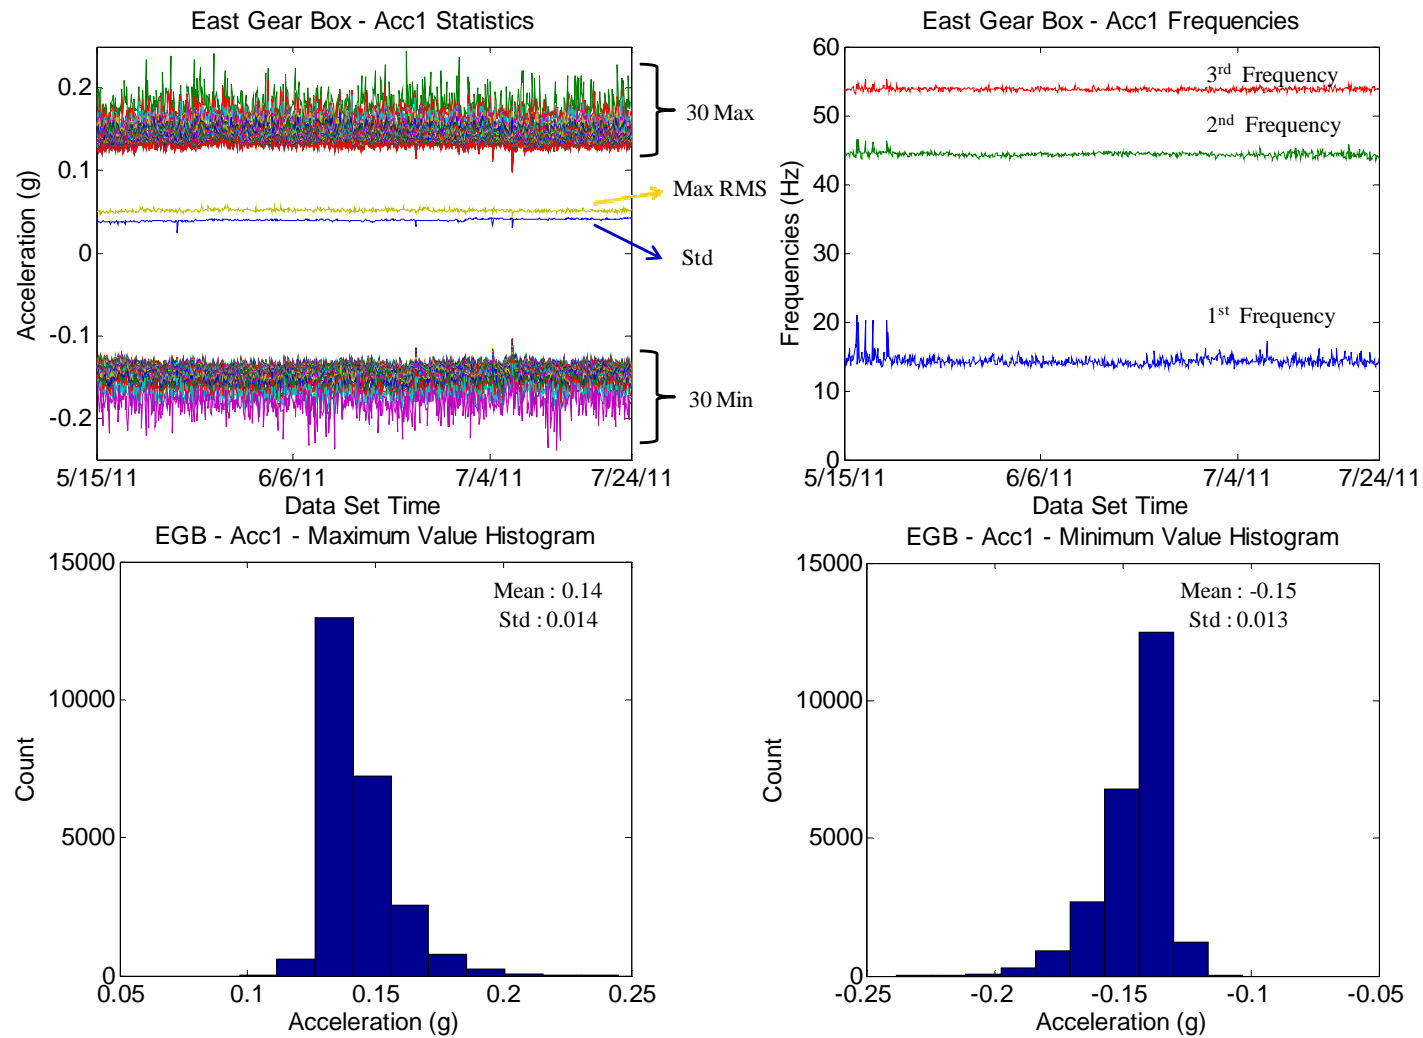 East Gear Box - Acc1 Statistics
Acceleration (g)
0.2
0.1
0
-0.1
-0.2
5/15/11
6/6/11
7/4/11
7/24/11
Data Set Time
30 Max
Max RMS
Std
30 Min
East Gear Box - Acc1 Frequencies
Frequencies (Hz)
60
50
40
30
20
10
0
3rd Frequency
2nd Frequency
1st Frequency
5/15/11
6/6/11
7/4/11
7/24/11
Data Set Time
EGB - Acc1 - Maximum Value Histogram
Count
15000
10000
5000
0
Mean : 0.14
Std : 0.014
0.05
0.1
0.15
0.2
0.25
Acceleration (g)
EGB - Acc1 - Minimum Value Histogram
Count
15000
10000
5000
0
Mean : -0.15
Std : 0.013
-0.25
-0.2
-0.15
-0.1
-0.05
Acceleration (g)